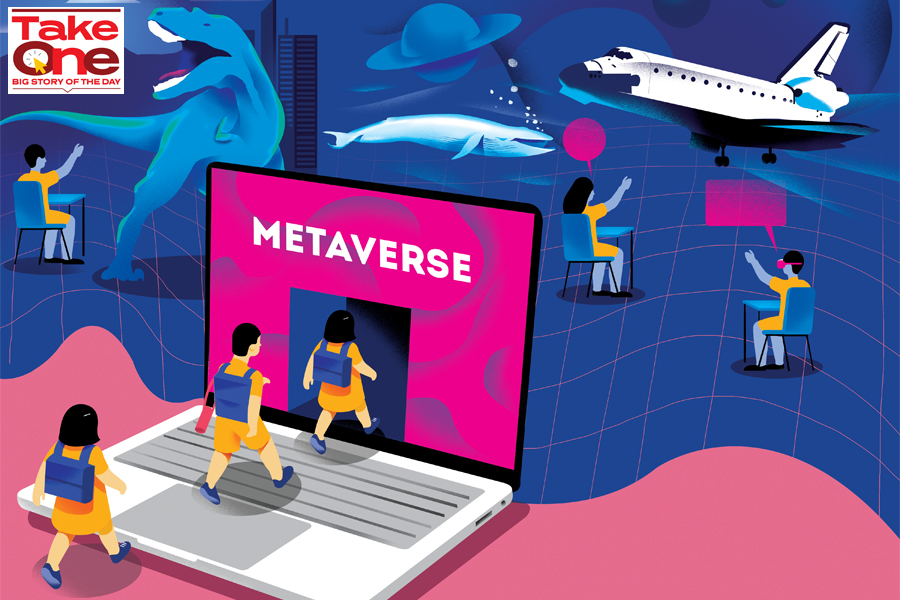 Take
One
BIG STORY OF THE DAY
METAVERSE